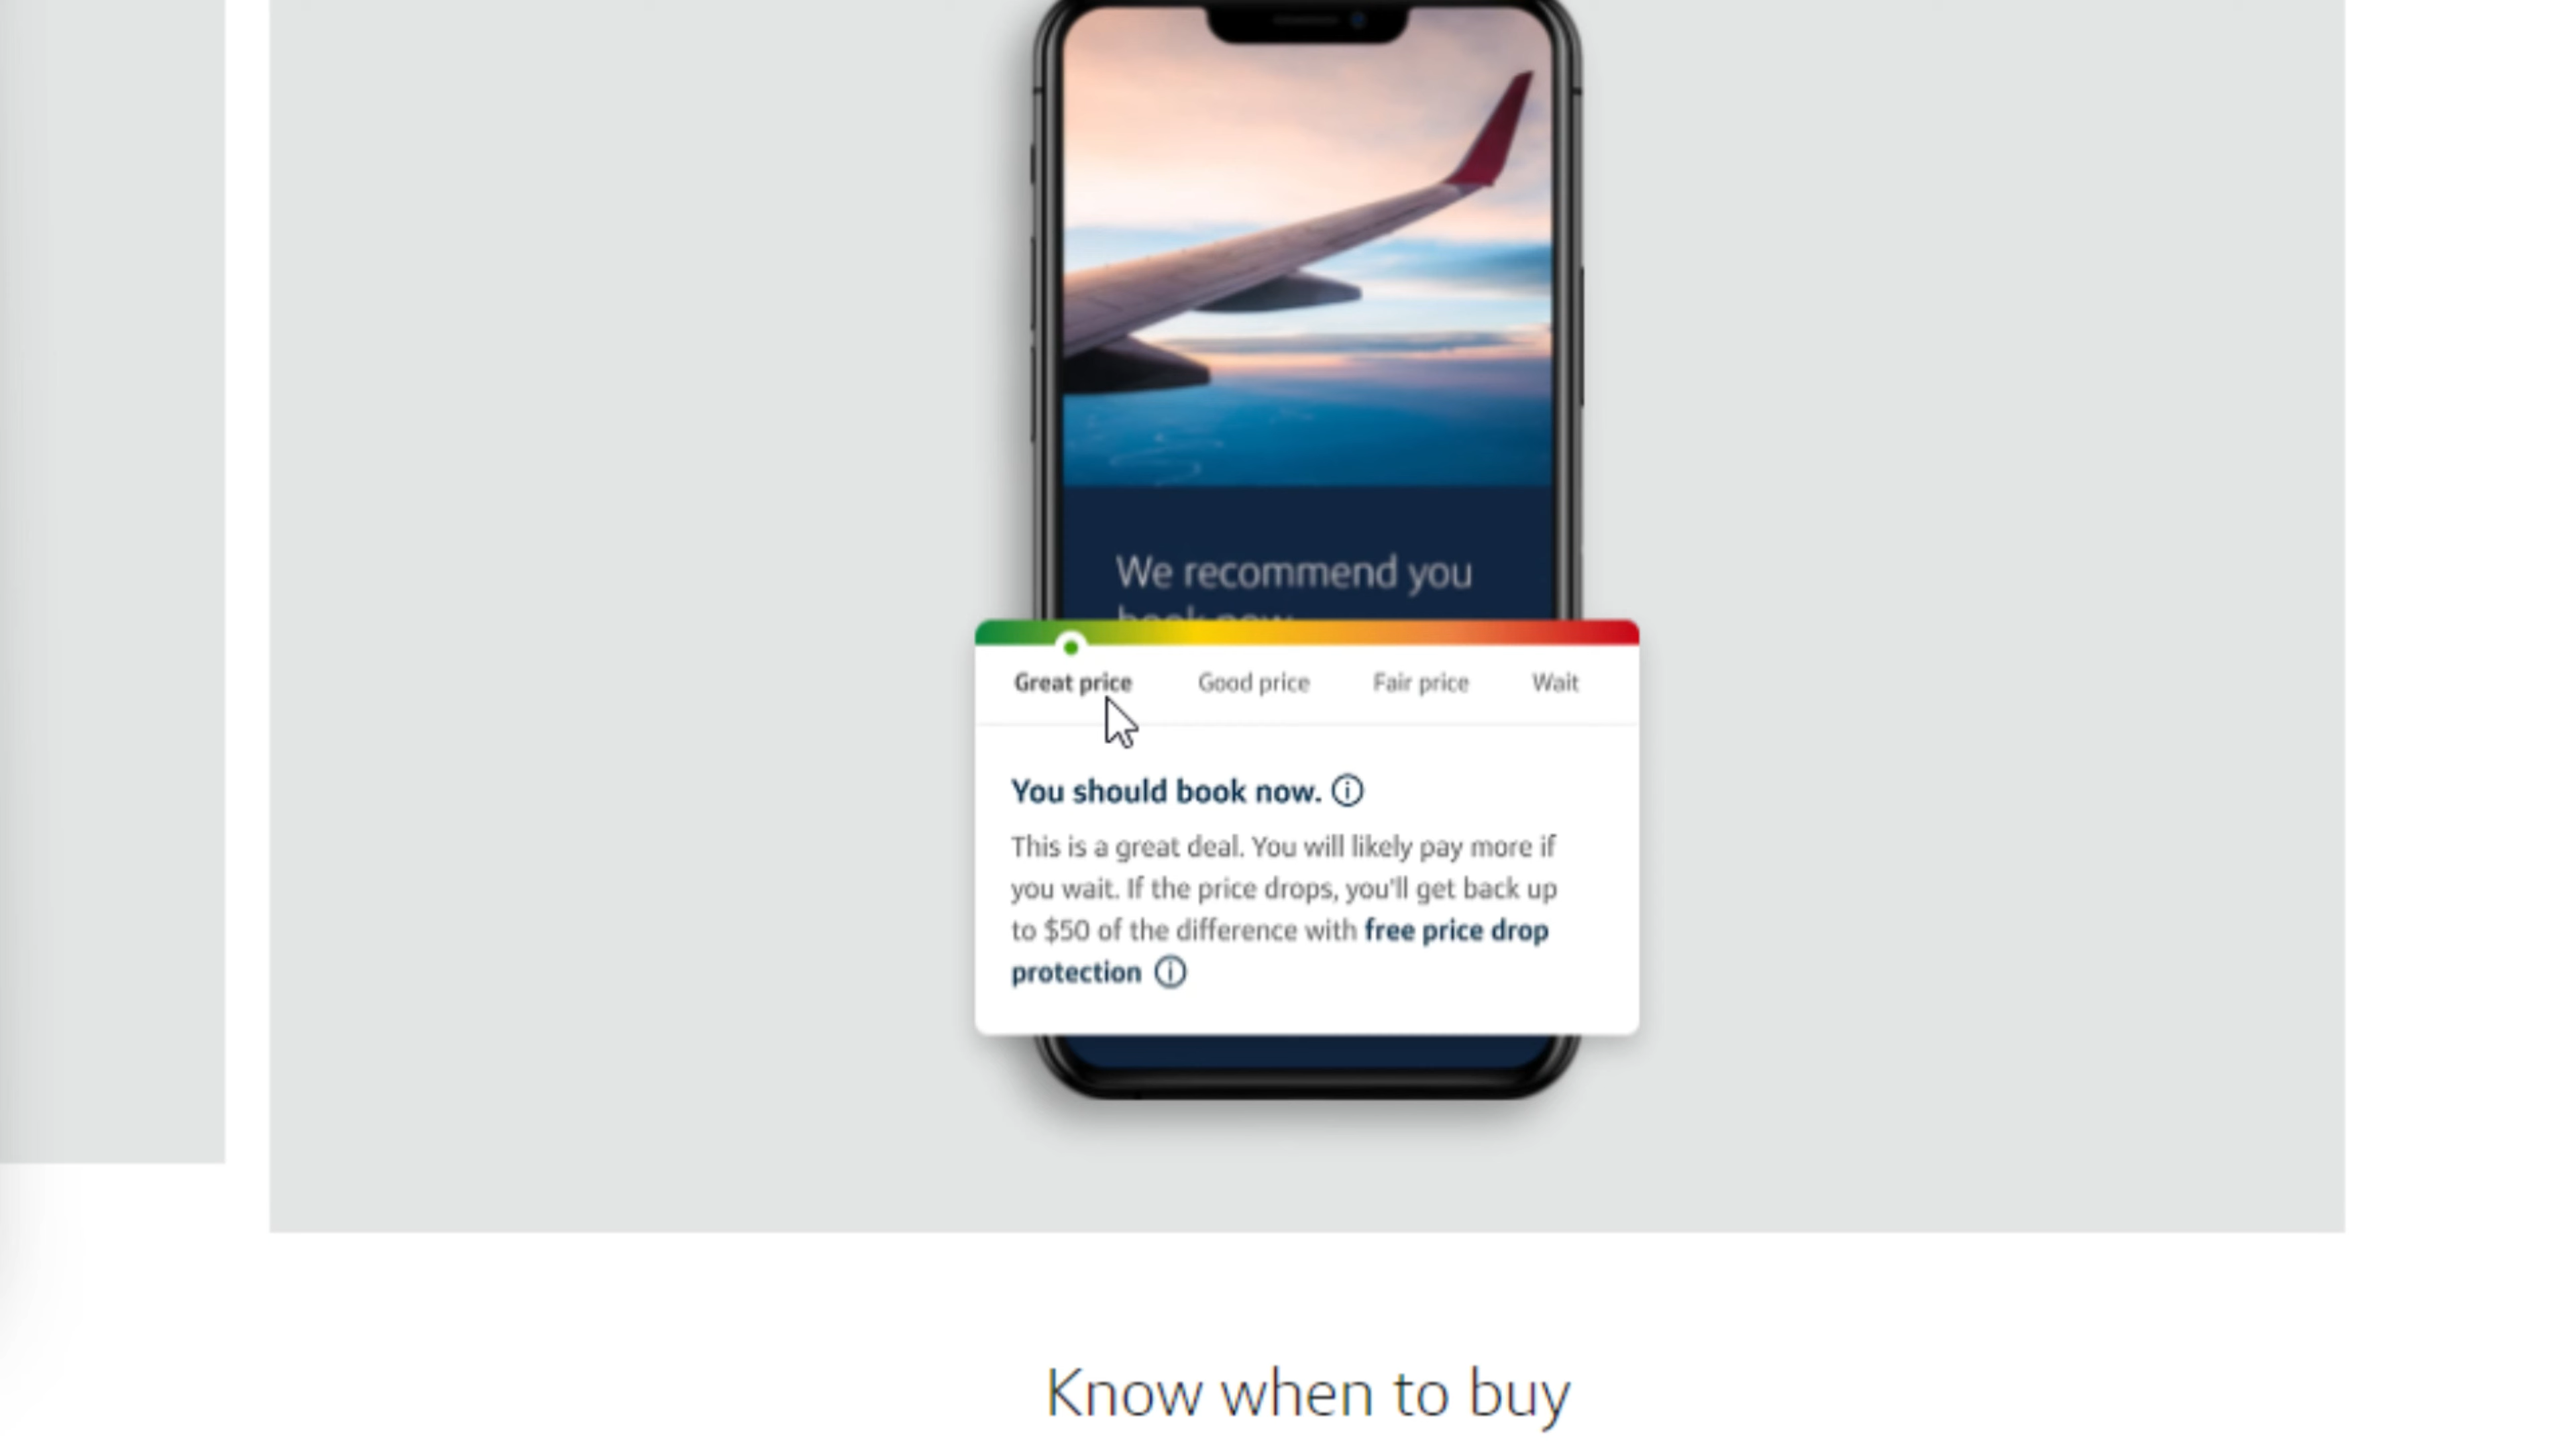 We recommend you
book now
Great price Good price Fair price Wait
You should book now.
This is a great deal. You will likely pay more if
you wait. If the price drops, you'll get back up
to $50 of the difference with free price drop
protection
Know when to buy